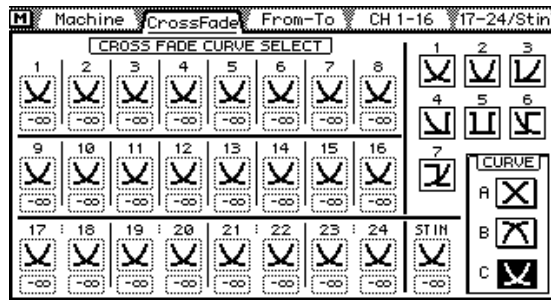 M Machine CrossFade From-To CH 1-16 17-24/Stin
CROSS FADE CURVE SELECT
1 2 3 4 5 6 7 8
-∞ -∞ -∞ -∞ -∞ -∞ -∞ -∞
9 10 11 12 13 14 15 16
-∞ -∞ -∞ -∞ -∞ -∞ -∞ -∞
17 : 18 19 : 20 21 : 22 23 : 24 ST IN
-∞ -∞ -∞ -∞ -∞ -∞ -∞ -∞ -∞
1 2 3
4 5 6
7
CURVE
A
B
C